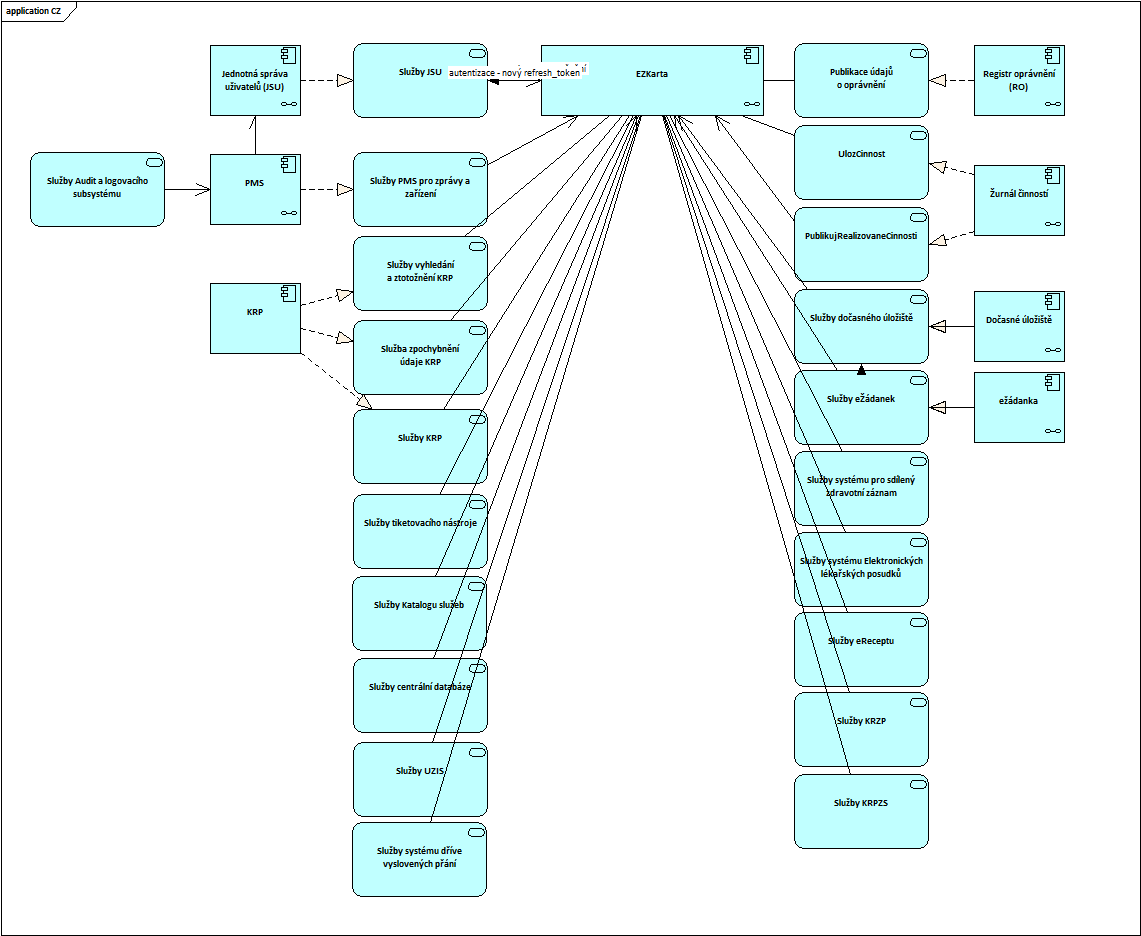 application CZ
Jednotná správa
uživatelů (JSU)
Služby JSU
autentizace - nový refresh_token
EZKarta
Publikace údajů
o oprávnění
Registr oprávnění
(RO)
Služby Audit a logovacího
subsystému
PMS
Služby PMS pro zprávy a
zařízení
UlozCinnost
Žurnál činností
PublikujRealizovaneCinnosti
Služby vyhledání
a ztotožnění KRP
KRP
Služby dočasného úložiště
Dočasné úložiště
Služba zpochybnění
údaje KRP
Služby eŽádanek
ežádanka
Služby KRP
Služby systému pro sdílený
zdravotní záznam
Služby tiketovacího nástroje
Služby systému Elektronických
lékařských posudků
Služby Katalogu služeb
Služby eReceptu
Služby centrální databáze
Služby KRZP
Služby UZIS
Služby KRPZS
Služby systému dříve
vyslovených přání